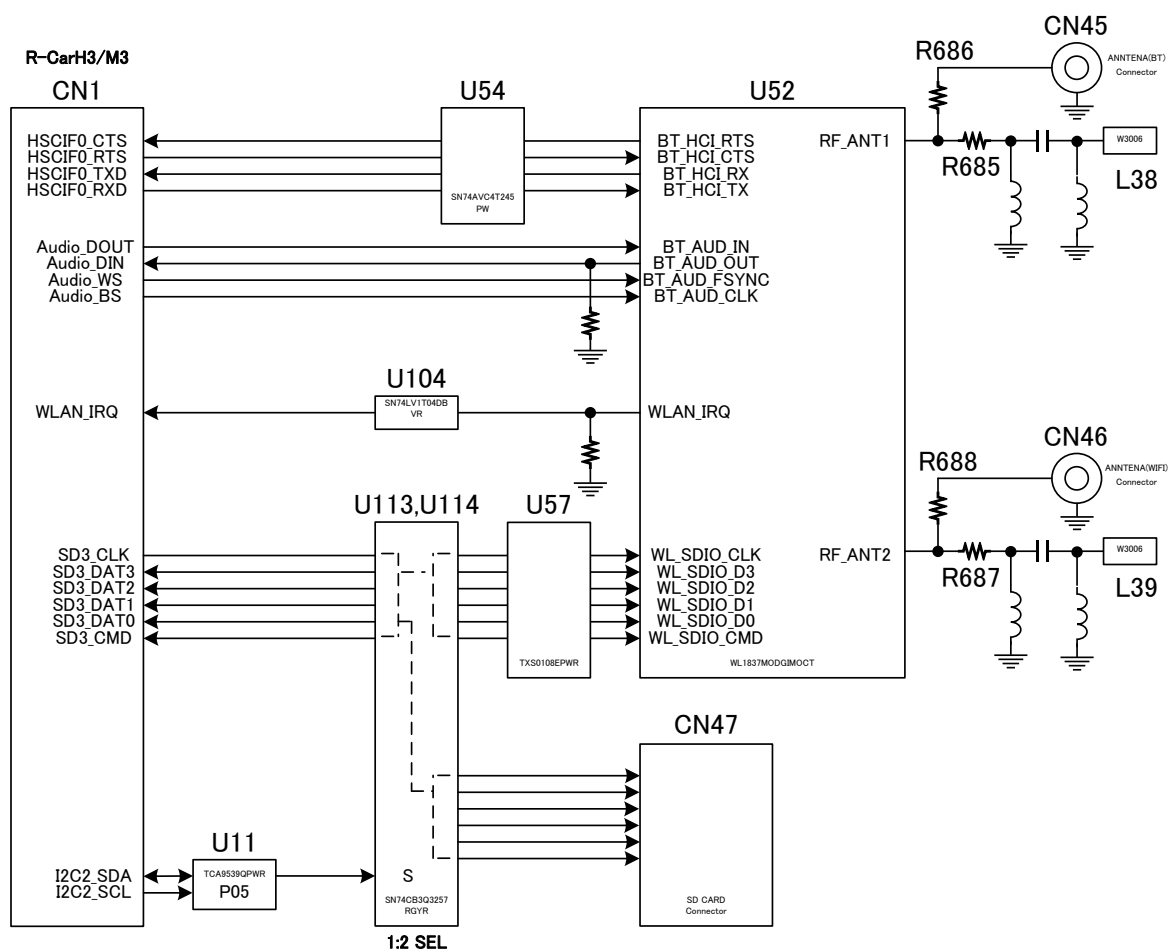 R-CarH3/M3
CN1
U54
U52
R686
CN45
ANNTENA(BT)
Connector
HSCIF0_CTS
HSCIF0_RTS
HSCIF0_TXD
HSCIF0_RXD
SN74AVC4T245
PW
BT_HCI_RTS
BT_HCI_CTS
BT_HCI_RX
BT_HCI_TX
RF_ANT1
R685
W3006
L38
Audio_DOUT
Audio_DIN
Audio_WS
Audio_BS
BT_AUD_IN
BT_AUD_OUT
BT_AUD_FSYNC
BT_AUD_CLK
U104
SN74LV1T04DB
VR
WLAN_IRQ
WLAN_IRQ
R688
CN46
ANNTENA(WIFI)
Connector
U113,U114
U57
SD3_CLK
SD3_DAT3
SD3_DAT2
SD3_DAT1
SD3_DAT0
SD3_CMD
TXS0108EPWR
WL_SDIO_CLK
WL_SDIO_D3
WL_SDIO_D2
WL_SDIO_D1
WL_SDIO_D0
WL_SDIO_CMD
WL1837MODGIMOCT
RF_ANT2
R687
W3006
L39
CN47
SD CARD
Connector
U11
I2C2_SDA
I2C2_SCL
TCA9539QPWR
P05
S
SN74CB3Q3257
RGYR
1:2 SEL